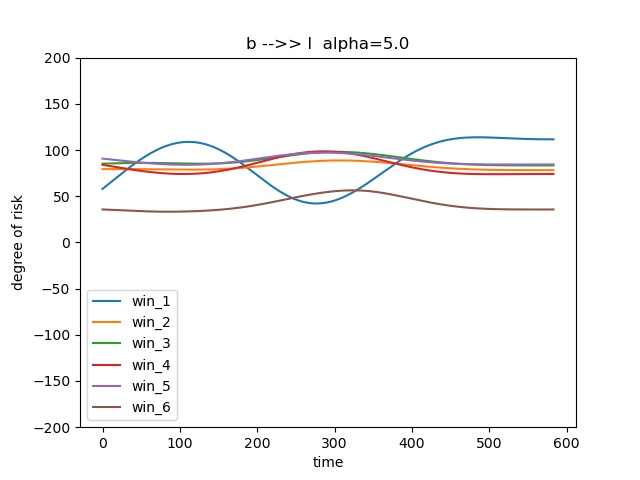 b -->> l  alpha=5.0
degree of risk
200
150
100
50
0
−50
−100
−150
−200
win_1
win_2
win_3
win_4
win_5
win_6
0 100 200 300 400 500 600
time